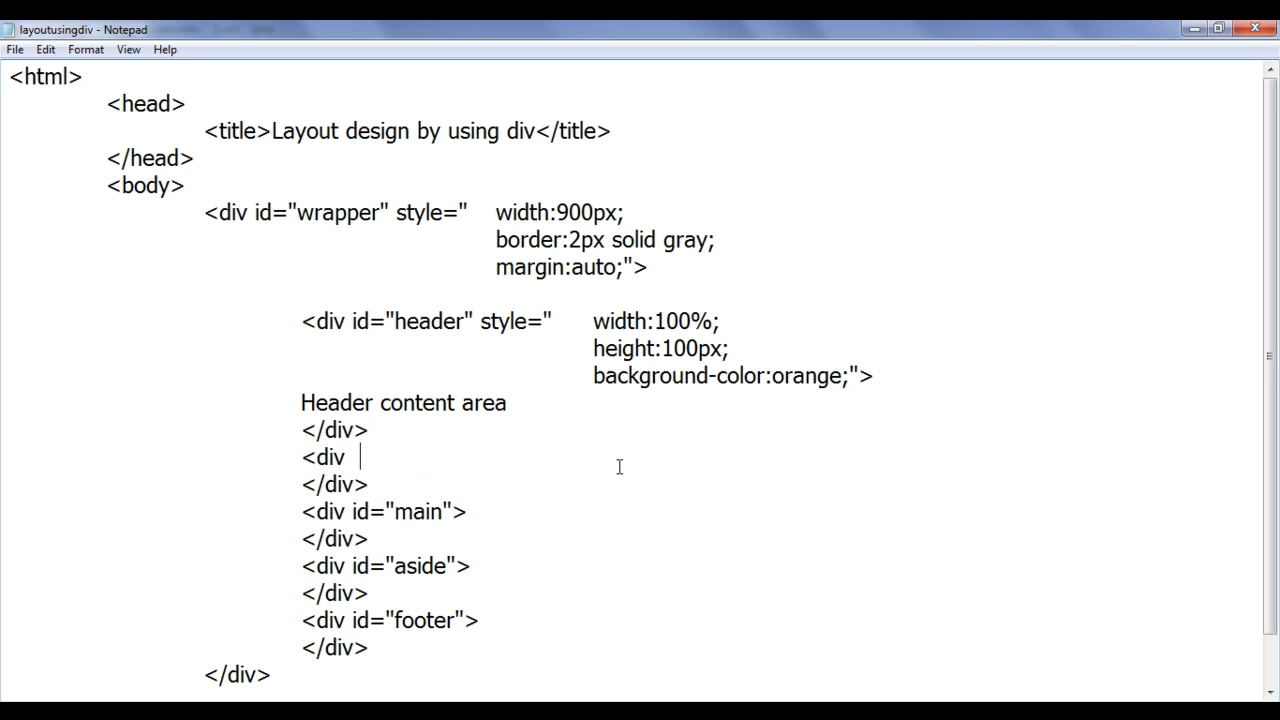 layoutusingdiv - Notepad
File Edit Format View Help
<html>
<head>
<title>Layout design by using div</title>
</head>
<body>
<div id="wrapper" style=" width:900px;
border:2px solid gray;
margin:auto;">
<div id="header" style=" width:100%;
height:100px;
background-color:orange;">
Header content area
</div>
<div
</div>
<div id="main">
</div>
<div id="aside">
</div>
<div id="footer">
</div>
</div>